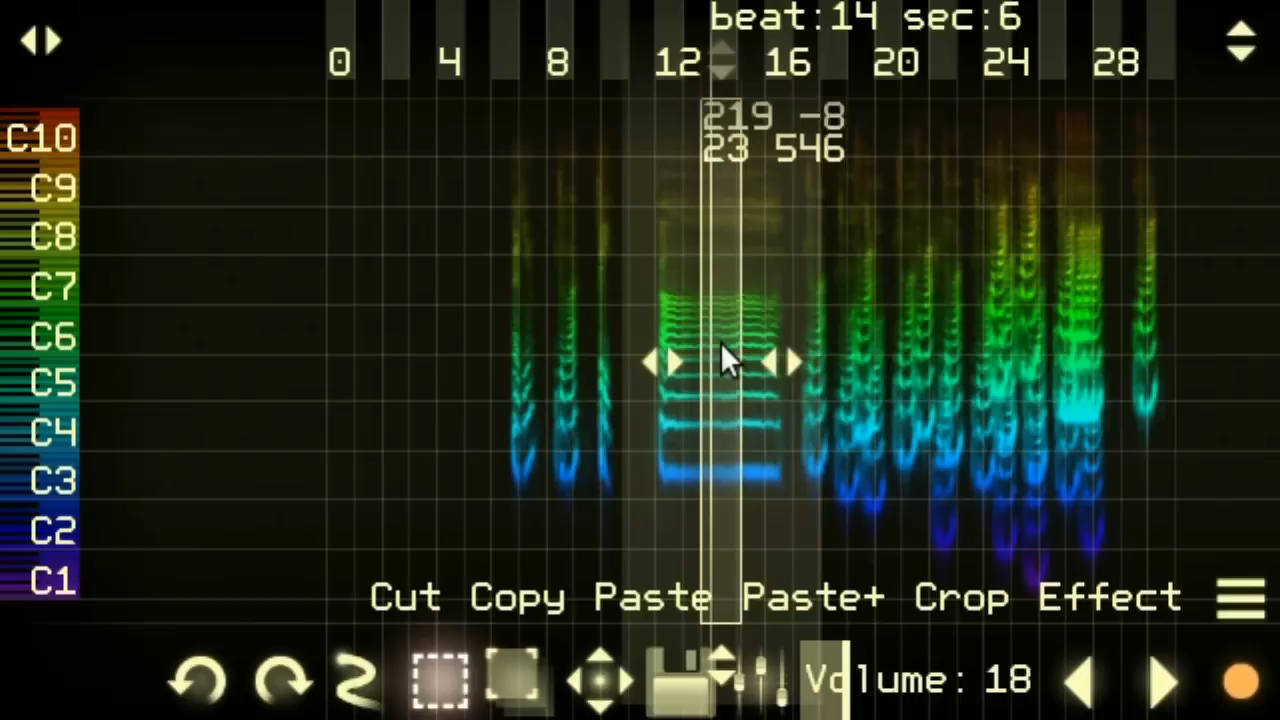 beat:14 sec:6
0 4 8 12 16 20 24 28
219 -8
23 546
C10
C9
C8
C7
C6
C5
C4
C3
C2
C1
Cut Copy Paste Paste+ Crop Effect
Volume: 18